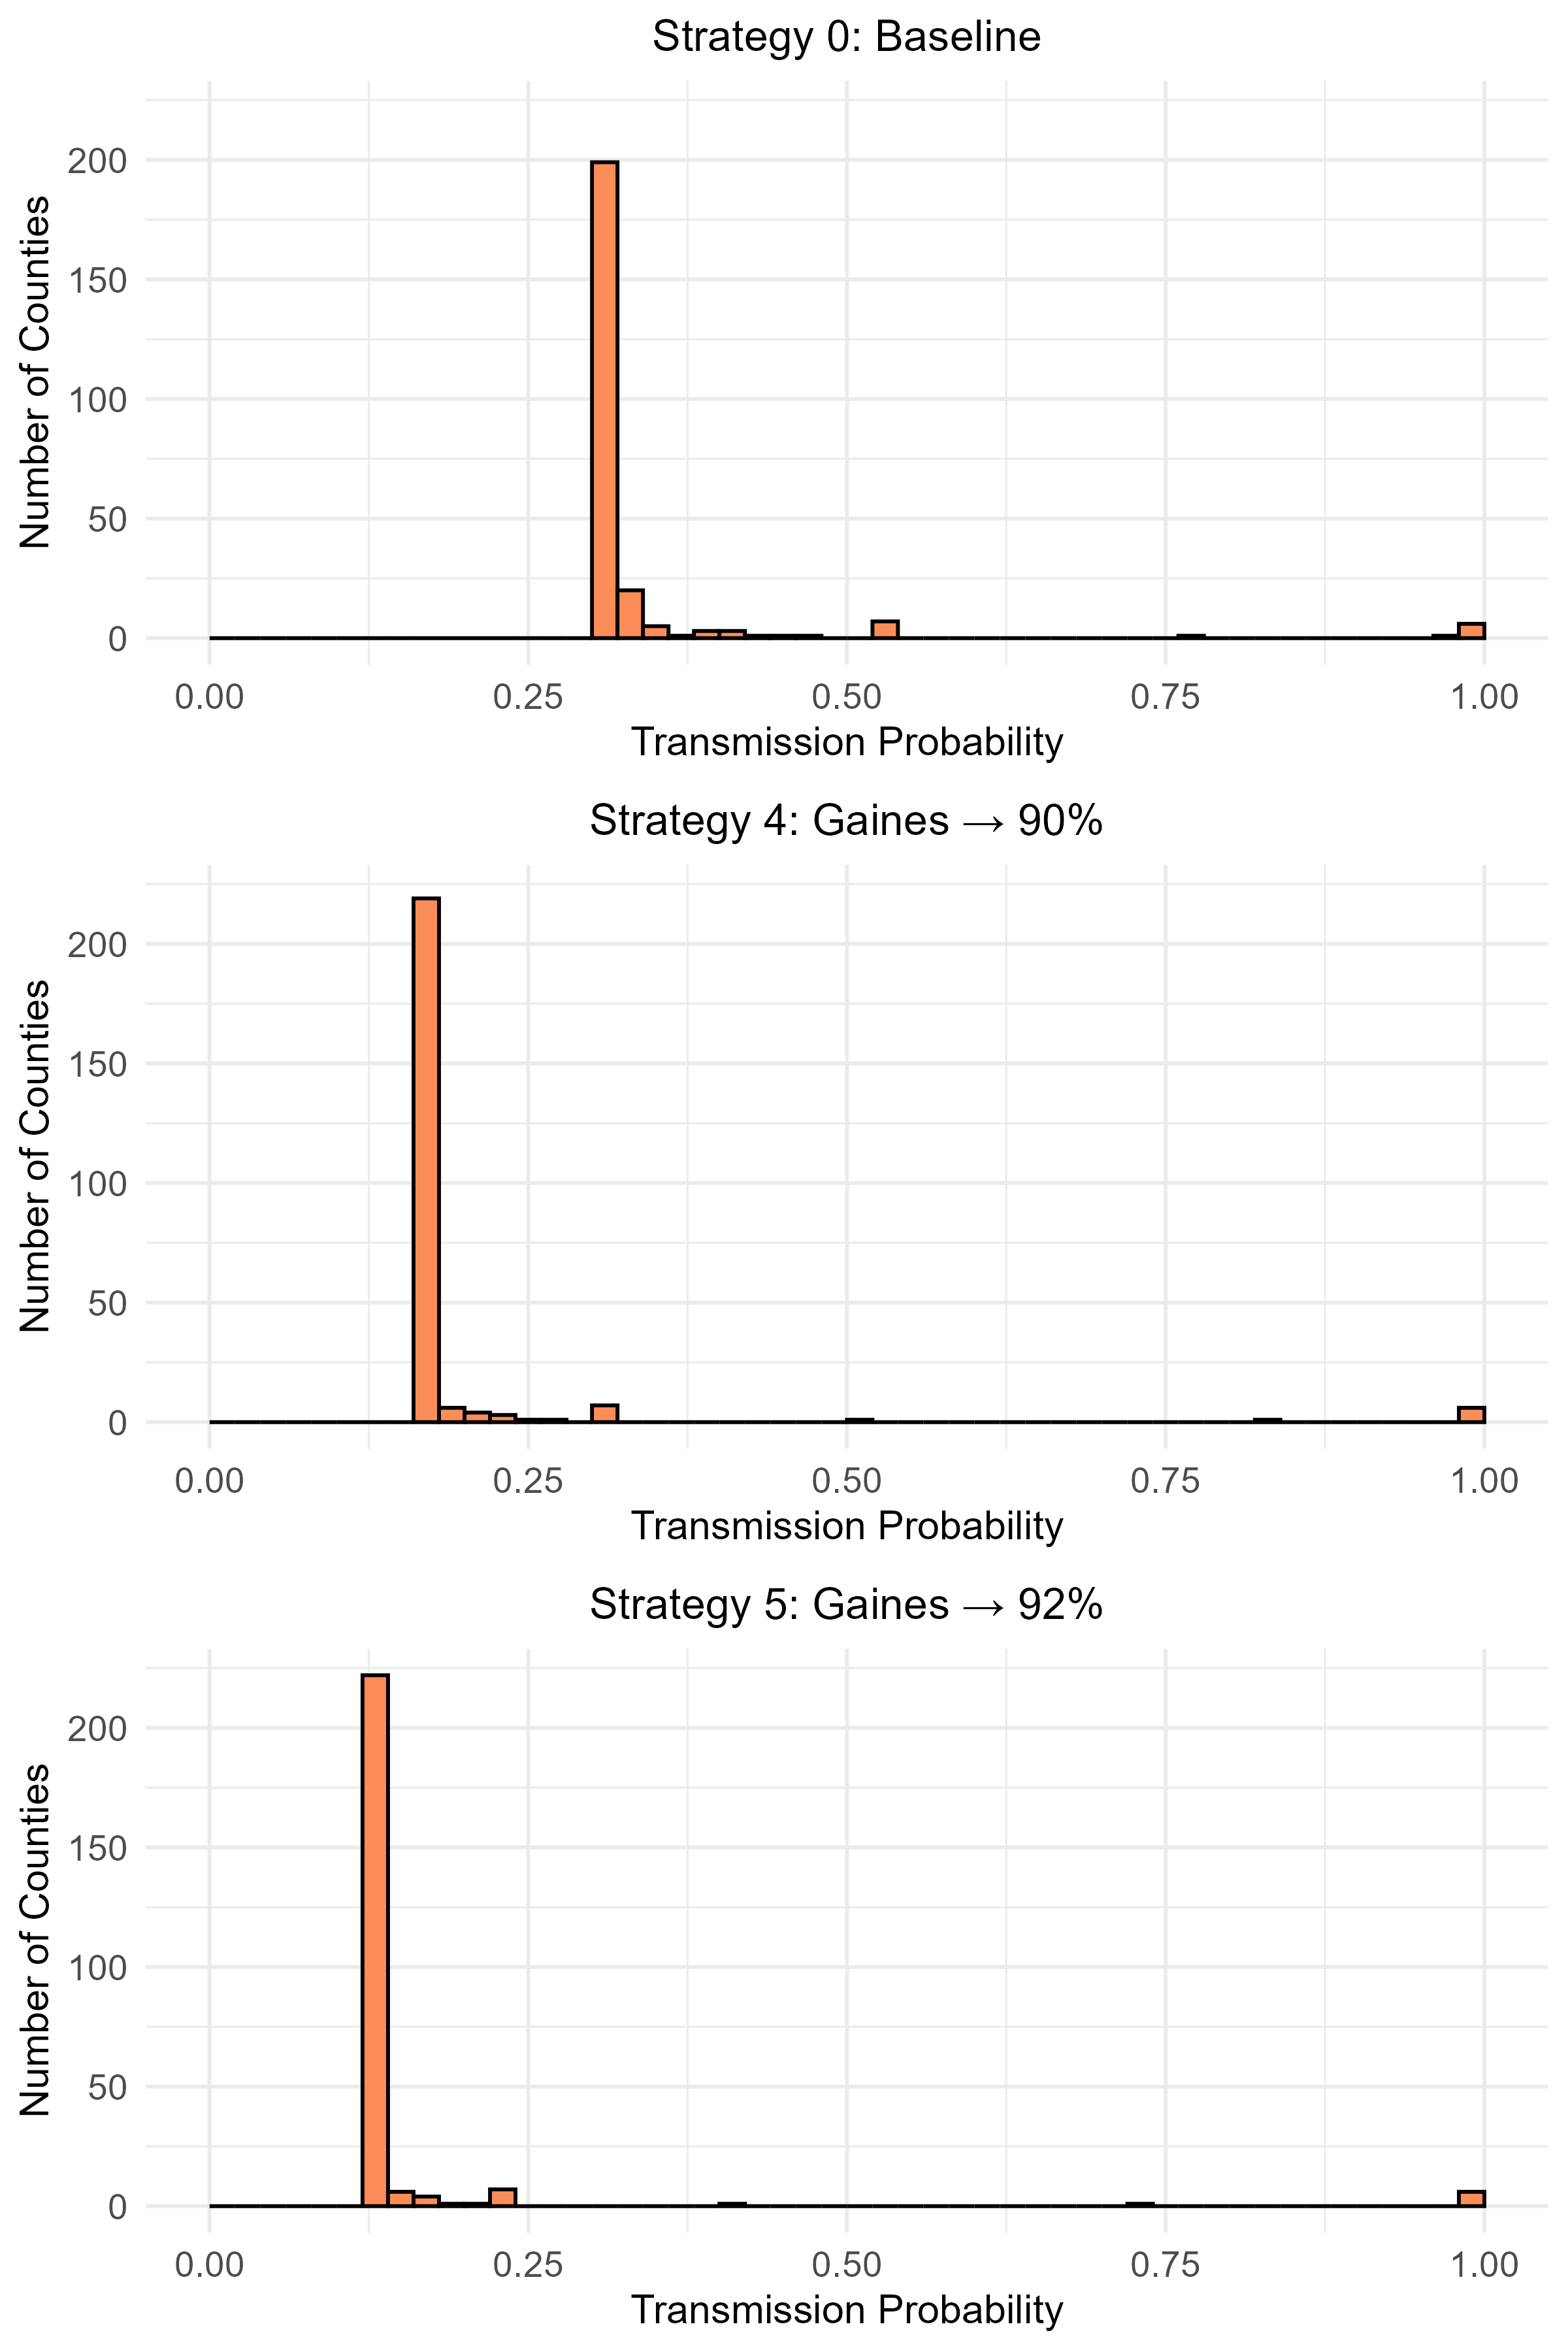 Strategy 0: Baseline
Number of Counties
200
150
100
50
0
0.00 0.25 0.50 0.75 1.00
Transmission Probability
Strategy 4: Gaines → 90%
Number of Counties
200
150
100
50
0
0.00 0.25 0.50 0.75 1.00
Transmission Probability
Strategy 5: Gaines → 92%
Number of Counties
200
150
100
50
0
0.00 0.25 0.50 0.75 1.00
Transmission Probability